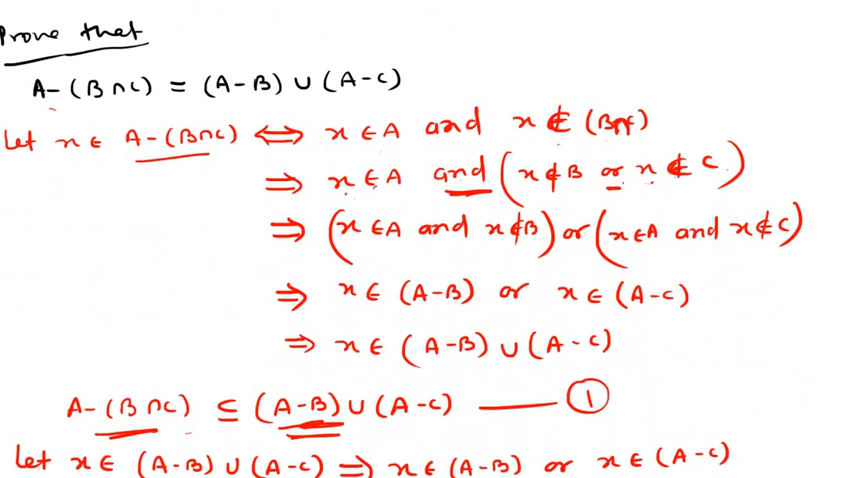 Prove that
A-(B∩C) = (A-B) ∪ (A-C)
Let x ∈ A-(B∩C) ⟺ x ∈ A and x ∉ (B∩C)
⟹ x ∈ A and (x ∉ B or x ∉ C)
⟹ (x ∈ A and x ∉ B) or (x ∈ A and x ∉ C)
⟹ x ∈ (A-B) or x ∈ (A-C)
⟹ x ∈ (A-B) ∪ (A-C)
A-(B∩C) ⊆ (A-B) ∪ (A-C) —— ①
Let x ∈ (A-B) ∪ (A-C) ⟹ x ∈ (A-B) or x ∈ (A-C)